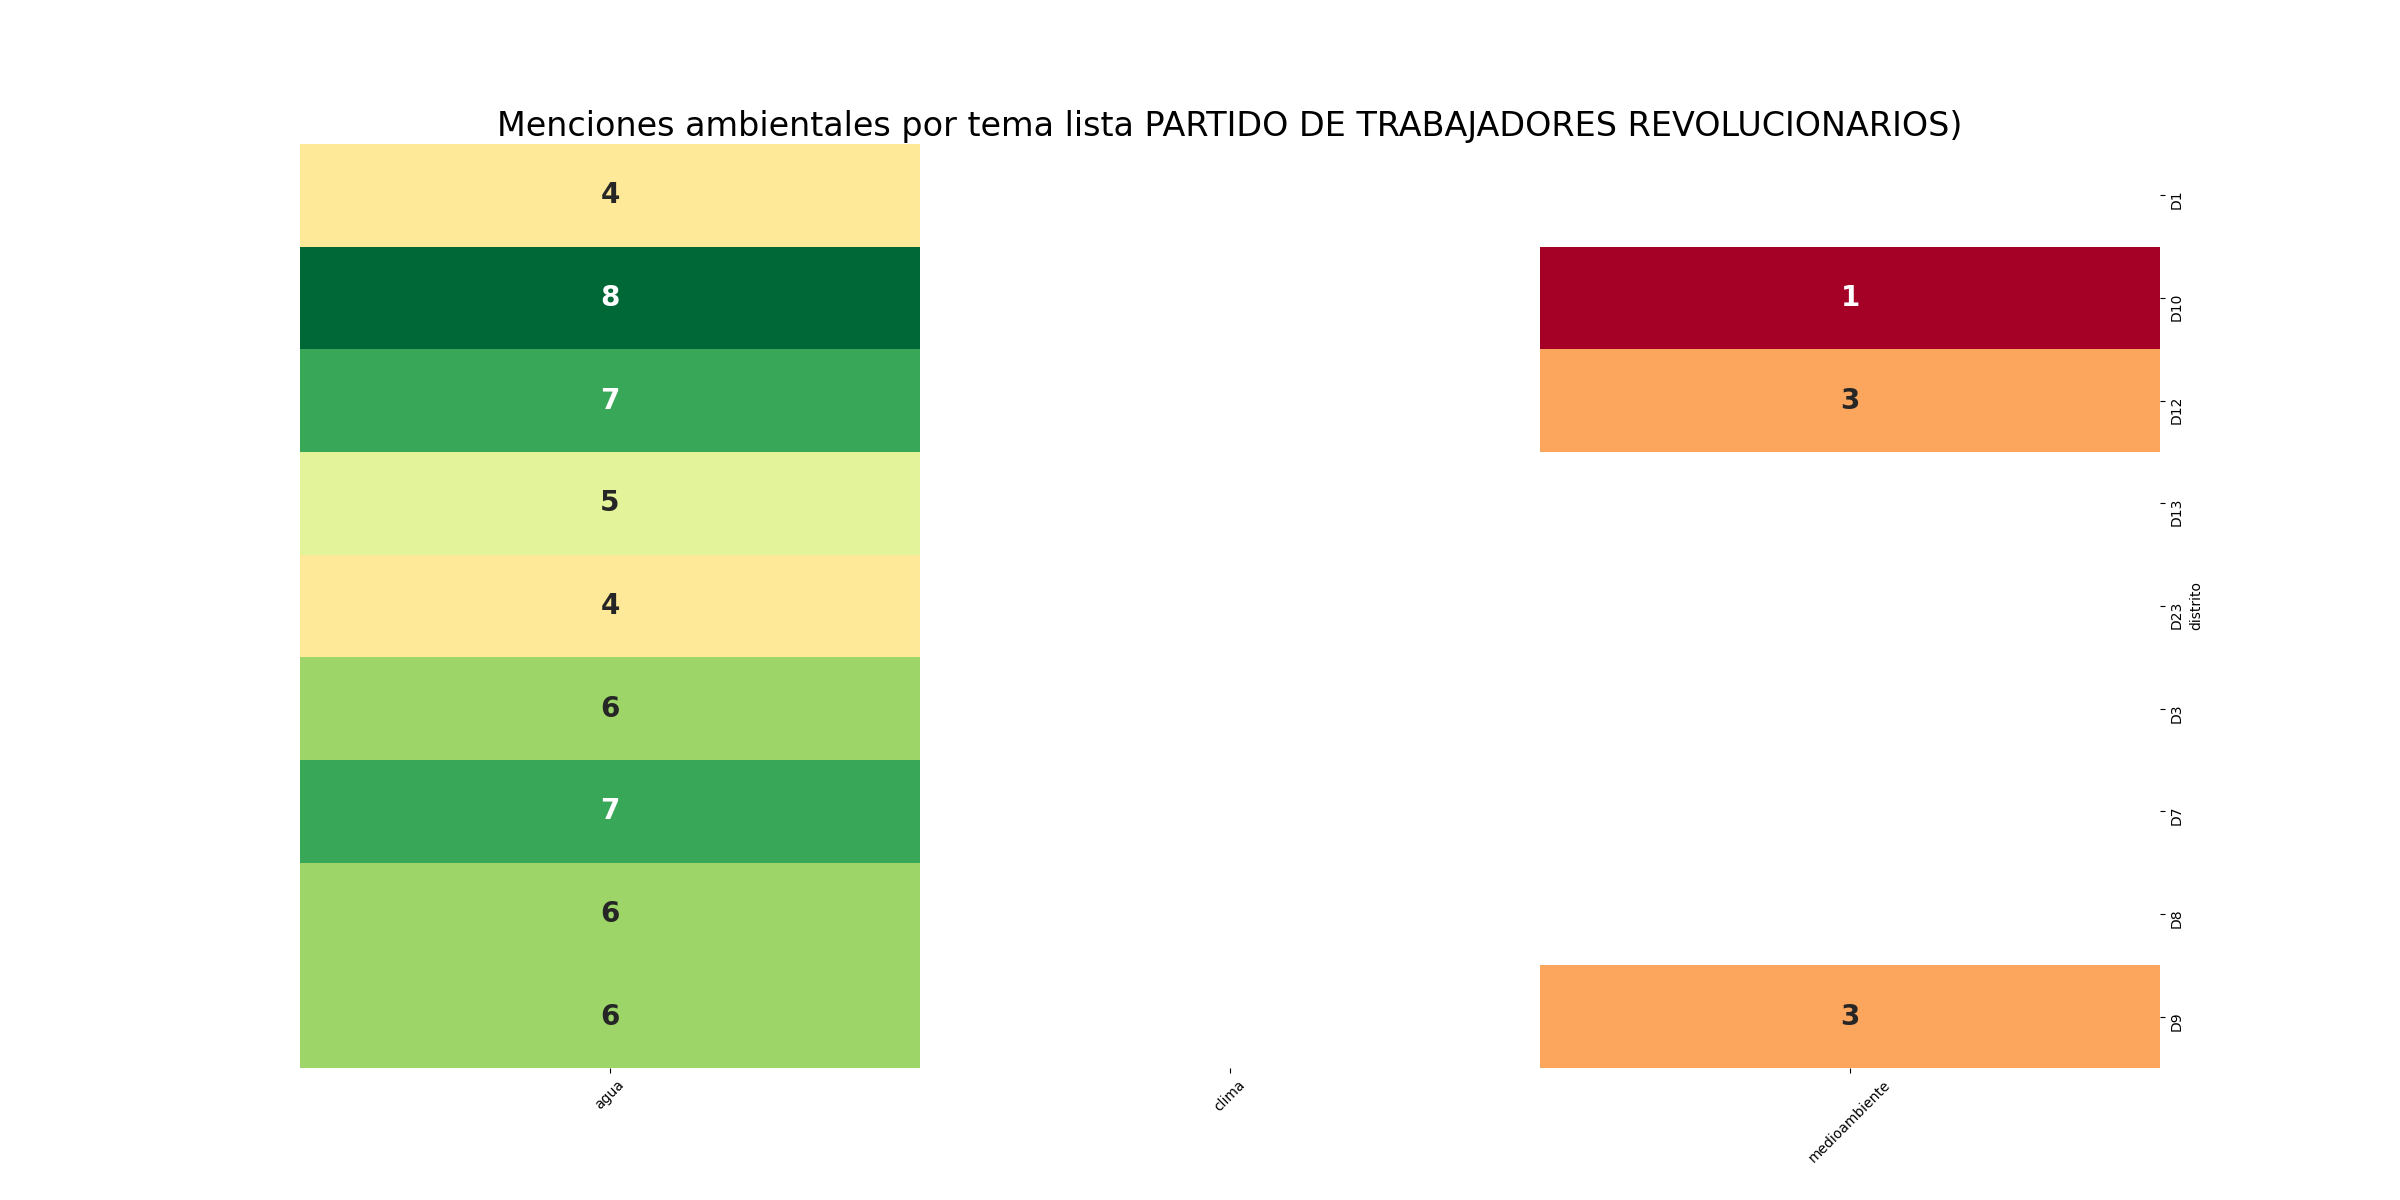 Menciones ambientales por tema lista PARTIDO DE TRABAJADORES REVOLUCIONARIOS)
4
D1
8
1
D10
7
3
D12
5
D13
4
D23
distrito
6
D3
7
D7
6
D8
6
3
D9
agua
clima
medioambiente